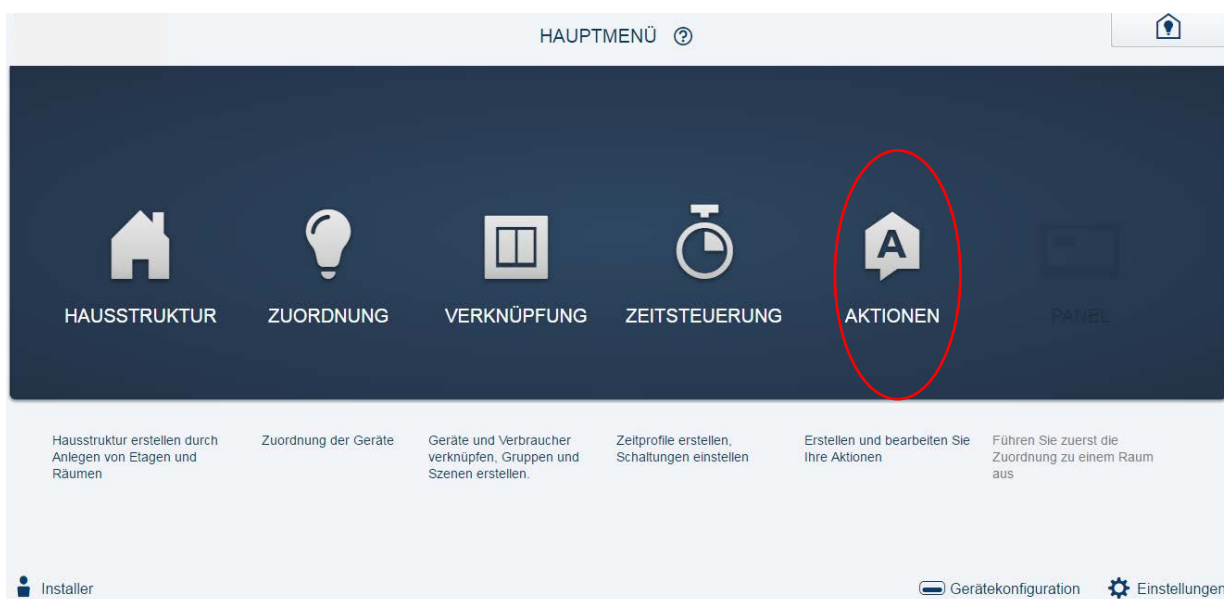 HAUPTMENÜ ?
A
HAUSSTRUKTUR ZUORDNUNG VERKNÜPFUNG ZEITSTEUERUNG AKTIONEN PANEL
Hausstruktur erstellen durch
Anlegen von Etagen und
Räumen
Zuordnung der Geräte
Geräte und Verbraucher
verknüpfen, Gruppen und
Szenen erstellen.
Zeitprofile erstellen,
Schaltungen einstellen
Erstellen und bearbeiten Sie
Ihre Aktionen
Führen Sie zuerst die
Zuordnung zu einem Raum
aus
Installer
Gerätekonfiguration Einstellungen